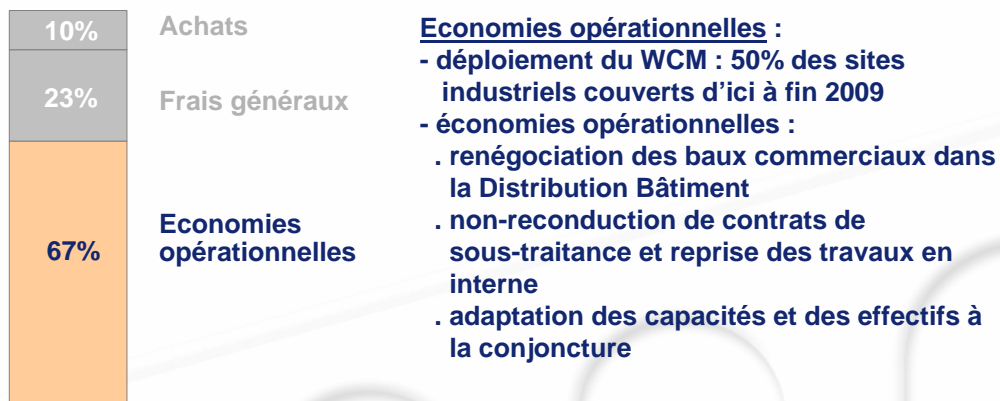 10%
Achats
23%
Frais généraux
67%
Economies
opérationnelles
Economies opérationnelles :
- déploiement du WCM : 50% des sites
industriels couverts d'ici à fin 2009
- économies opérationnelles :
. renégociation des baux commerciaux dans
la Distribution Bâtiment
. non-reconduction de contrats de
sous-traitance et reprise des travaux en
interne
. adaptation des capacités et des effectifs à
la conjoncture